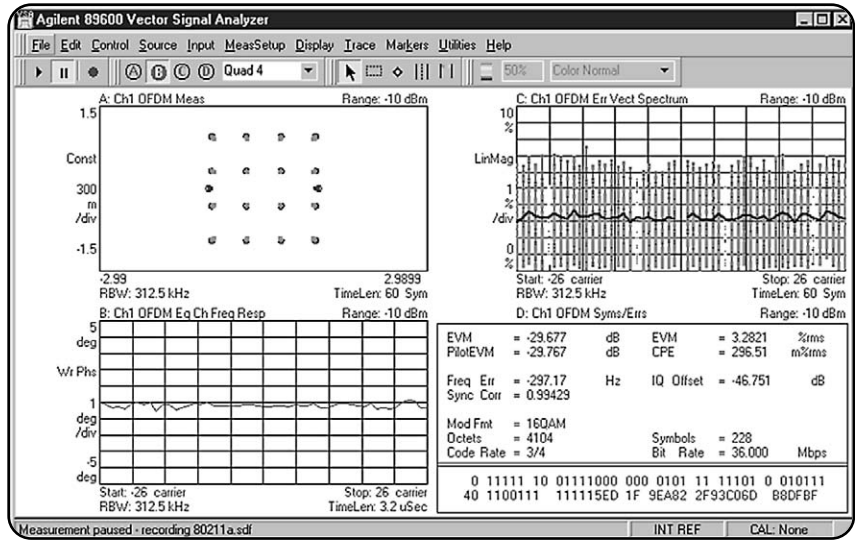 Agilent 89600 Vector Signal Analyzer
File Edit Control Source Input MeasSetup Display Trace Markers Utilities Help
A B C D Quad 4 50% Color Normal
A: Ch1 OFDM Meas Range: -10 dBm
1.5
Const
300
m
/div
-1.5
-2.99 2.9899
RBW: 312.5 kHz TimeLen: 60 Sym
C: Ch1 OFDM Err Vect Spectrum Range: -10 dBm
10
%
LinMag
1
%
/div
0
%
Start: -26 carrier Stop: 26 carrier
RBW: 312.5 kHz TimeLen: 60 Sym
B: Ch1 OFDM Eq Ch Freq Resp Range: -10 dBm
5
deg
Wr Phs
1
deg
/div
-5
deg
Start: -26 carrier Stop: 26 carrier
RBW: 312.5 kHz TimeLen: 3.2 uSec
D: Ch1 OFDM Syms/Errs Range: -10 dBm
EVM = -29.677 dB EVM = 3.2821 %rms
PilotEVM = -29.767 dB CPE = 296.51 m%rms
Freq Err = -297.17 Hz IQ Offset = -46.751 dB
Sync Corr = 0.99429
Mod Fmt = 16QAM
Octets = 4104 Symbols = 228
Code Rate = 3/4 Bit Rate = 36.000 Mbps
0 11111 10 01111000 000 0101 11 11101 0 010111
40 1100111 111115ED 1F 9EA82 2F93C06D B8DFBF
Measurement paused - recording 80211a.sdf INT REF CAL: None